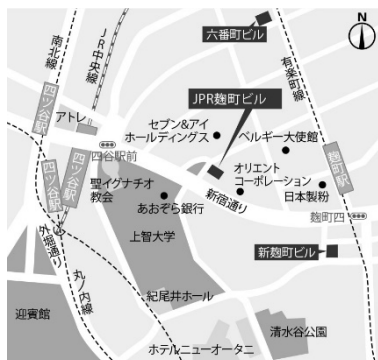 N
六番町ビル
南北線
JR中央線
有楽町線
四ツ谷駅
アトレ
JPR麹町ビル
セブン&アイ
ホールディングス
ベルギー大使館
四谷駅前
麹町駅
四ツ谷駅
四ツ谷駅
聖イグナチオ
教会
あおぞら銀行
オリエント
コーポレーション
日本製粉
新宿通り
麹町四
上智大学
外堀通り
丸ノ内線
新麹町ビル
紀尾井ホール
迎賓館
清水谷公園
ホテルニューオータニ